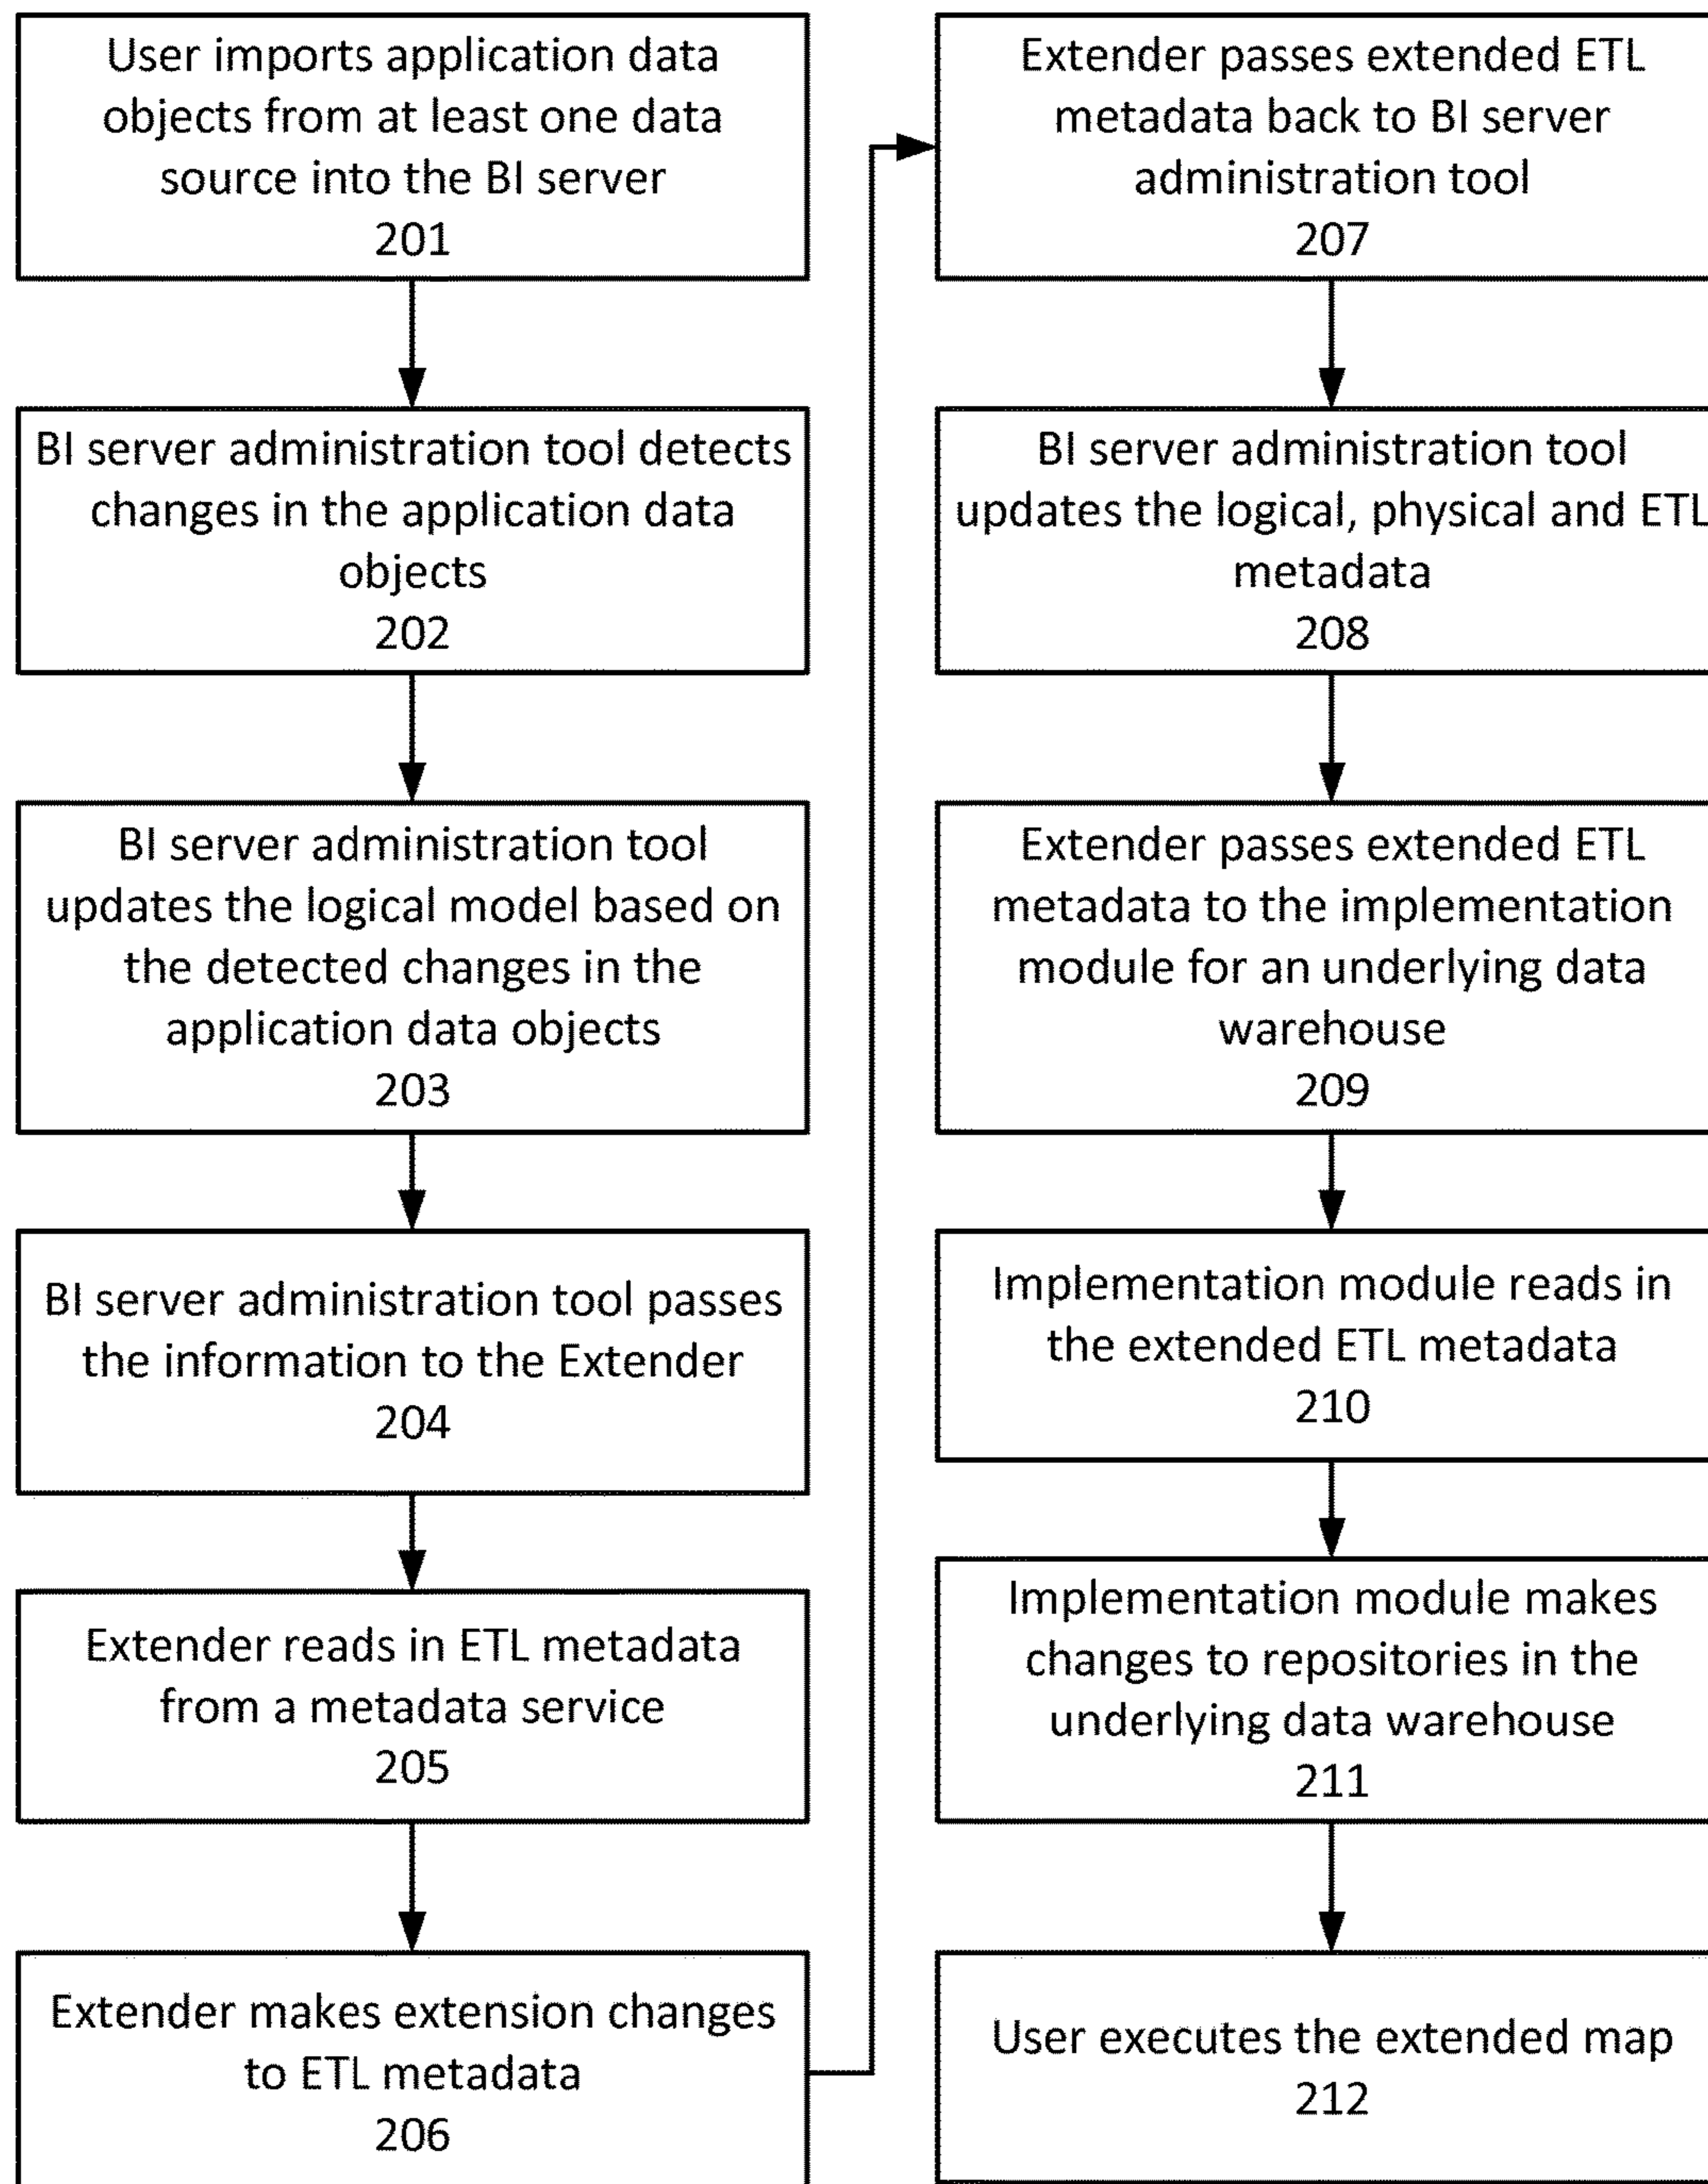 User imports application data
objects from at least one data
source into the BI server
201
BI server administration tool detects
changes in the application data
objects
202
BI server administration tool
updates the logical model based on
the detected changes in the
application data objects
203
BI server administration tool passes
the information to the Extender
204
Extender reads in ETL metadata
from a metadata service
205
Extender makes extension changes
to ETL metadata
206
Extender passes extended ETL
metadata back to BI server
administration tool
207
BI server administration tool
updates the logical, physical and ETL
metadata
208
Extender passes extended ETL
metadata to the implementation
module for an underlying data
warehouse
209
Implementation module reads in
the extended ETL metadata
210
Implementation module makes
changes to repositories in the
underlying data warehouse
211
User executes the extended map
212